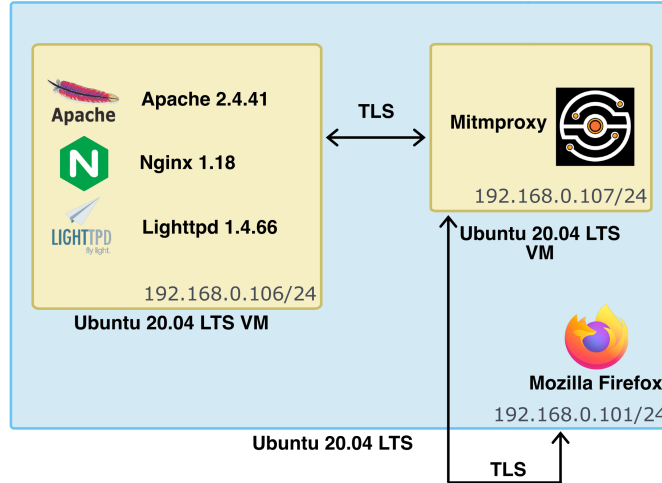 Apache
Apache 2.4.41
N
Nginx 1.18
LIGHTTPD
fly light.
Lighttpd 1.4.66
192.168.0.106/24
Ubuntu 20.04 LTS VM
TLS
Mitmproxy
192.168.0.107/24
Ubuntu 20.04 LTS
VM
Mozilla Firefox
192.168.0.101/24
Ubuntu 20.04 LTS
TLS